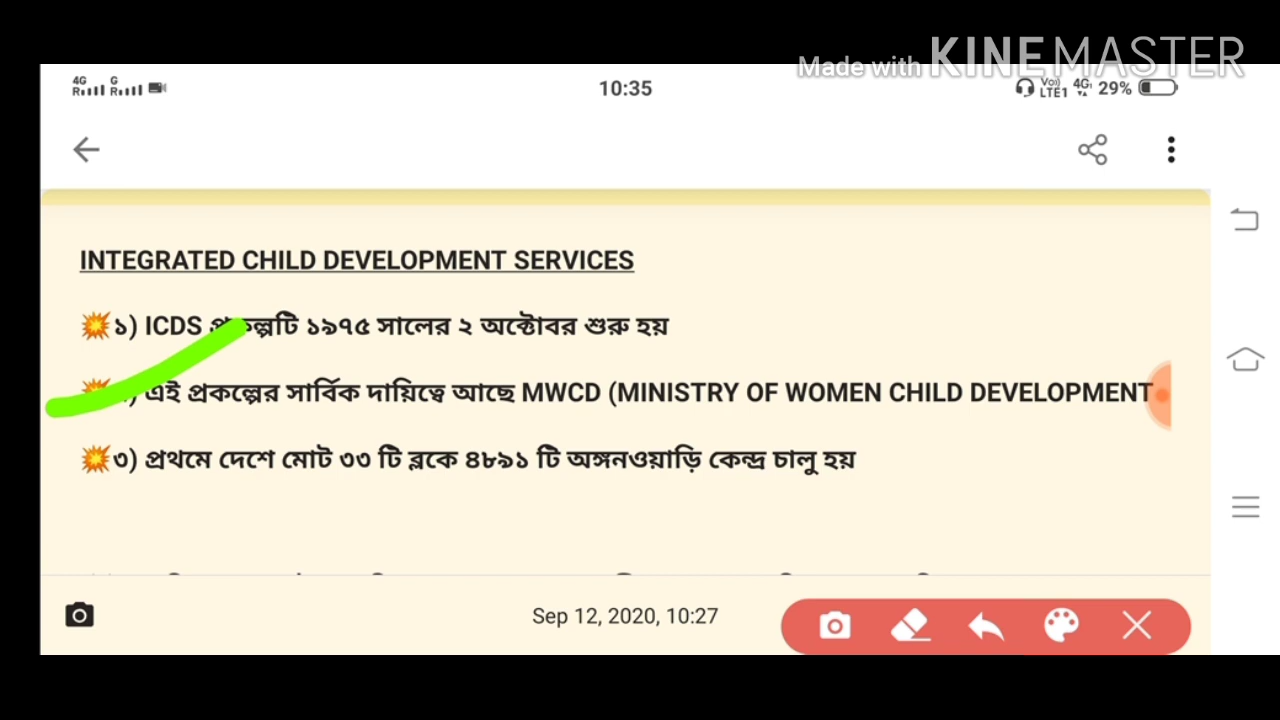 Made with KINEMASTER
4G G 10:35 Vo)) LTE1 4G 29%
R R
INTEGRATED CHILD DEVELOPMENT SERVICES
💥১) ICDS প্রকল্পটি ১৯৭৫ সালের ২ অক্টোবর শুরু হয়
💥 এই প্রকল্পের সার্বিক দায়িত্বে আছে MWCD (MINISTRY OF WOMEN CHILD DEVELOPMENT
💥৩) প্রথমে দেশে মোট ৩৩ টি ব্লকে ৪৮৯১ টি অঙ্গনওয়াড়ি কেন্দ্র চালু হয়
Sep 12, 2020, 10:27